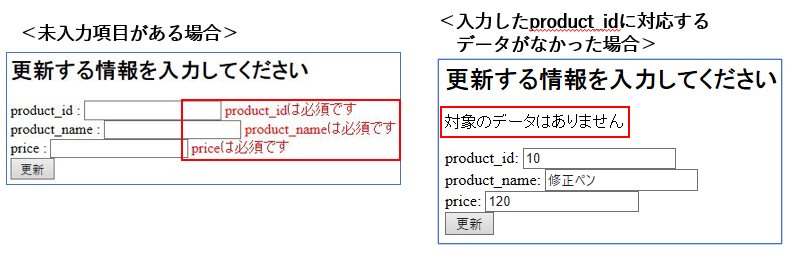 ＜未入力項目がある場合＞
更新する情報を入力してください
product_id : product_idは必須です
product_name : product_nameは必須です
price : priceは必須です
更新
＜入力したproduct_idに対応する
データがなかった場合＞
更新する情報を入力してください
対象のデータはありません
product_id: 10
product_name: 修正ペン
price: 120
更新